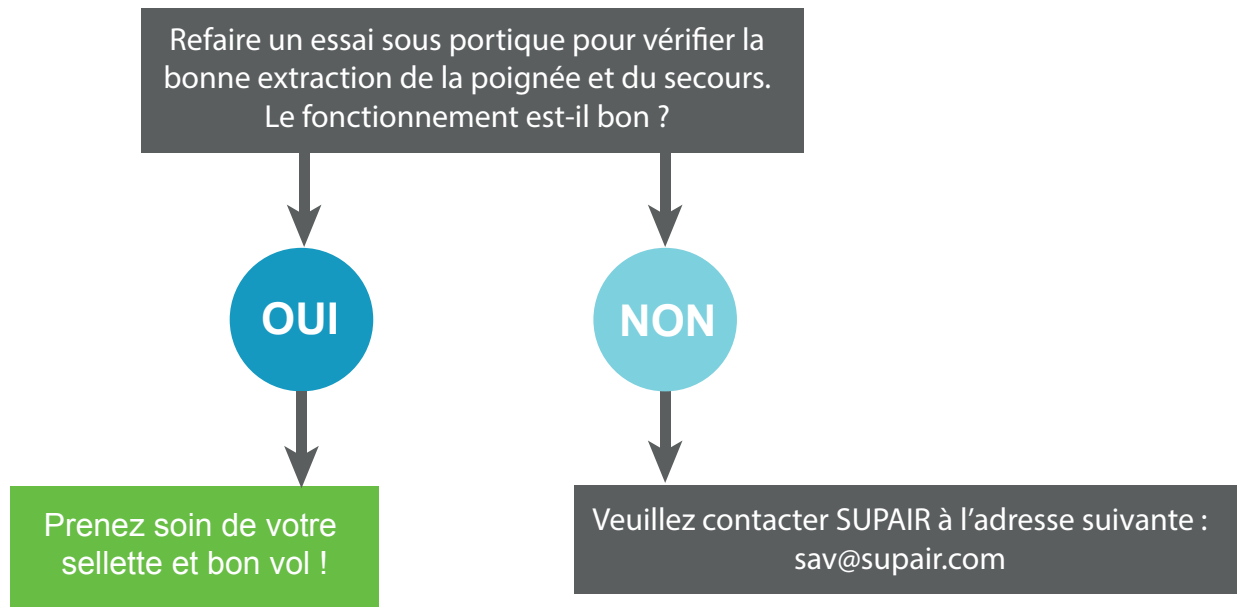 Refaire un essai sous portique pour vérifier la
bonne extraction de la poignée et du secours.
Le fonctionnement est-il bon ?
OUI
NON
Prenez soin de votre
sellette et bon vol !
Veuillez contacter SUPAIR à l’adresse suivante :
sav@supair.com